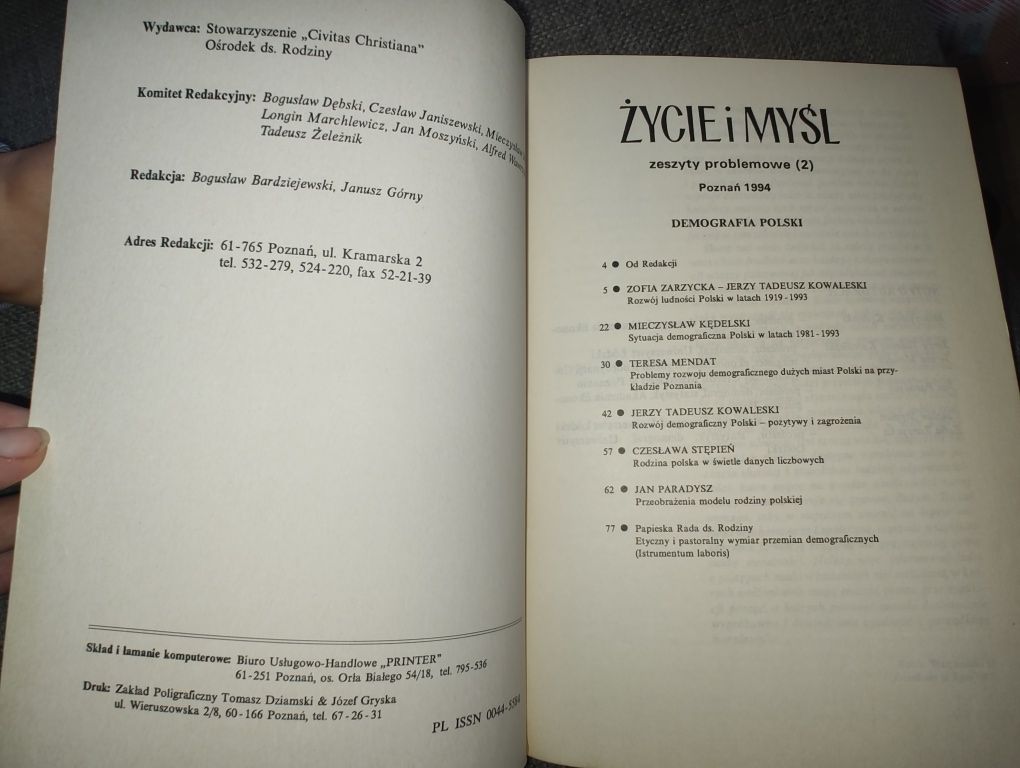 Wydawca: Stowarzyszenie „Civitas Christiana”
Ośrodek ds. Rodziny
Komitet Redakcyjny: Bogusław Dębski, Czesław Janiszewski, Mieczysław
Longin Marchlewicz, Jan Moszyński, Alfred
Tadeusz Żeleźnik
Redakcja: Bogusław Bardziejewski, Janusz Górny
Adres Redakcji: 61-765 Poznań, ul. Kramarska 2
tel. 532-279, 524-220, fax 52-21-39
Skład i łamanie komputerowe: Biuro Usługowo-Handlowe „PRINTER”
61-251 Poznań, os. Orła Białego 54/18, tel. 795-536
Druk: Zakład Poligraficzny Tomasz Dziamski & Józef Gryska
ul. Wieruszowska 2/8, 60-166 Poznań, tel. 67-26-31
PL ISSN
ŻYCIE i MYŚL
zeszyty problemowe (2)
Poznań 1994
DEMOGRAFIA POLSKI
4 ● Od Redakcji
5 ● ZOFIA ZARZYCKA – JERZY TADEUSZ KOWALESKI
Rozwój ludności Polski w latach 1919-1993
22 ● MIECZYSŁAW KĘDELSKI
Sytuacja demograficzna Polski w latach 1981-1993
30 ● TERESA MENDAT
Problemy rozwoju demograficznego dużych miast Polski na przy-
kładzie Poznania
42 ● JERZY TADEUSZ KOWALESKI
Rozwój demograficzny Polski – pozytywy i zagrożenia
57 ● CZESŁAWA STĘPIEŃ
Rodzina polska w świetle danych liczbowych
62 ● JAN PARADYSZ
Przeobrażenia modelu rodziny polskiej
77 ● Papieska Rada ds. Rodziny
Etyczny i pastoralny wymiar przemian demograficznych
(Istrumentum laboris)